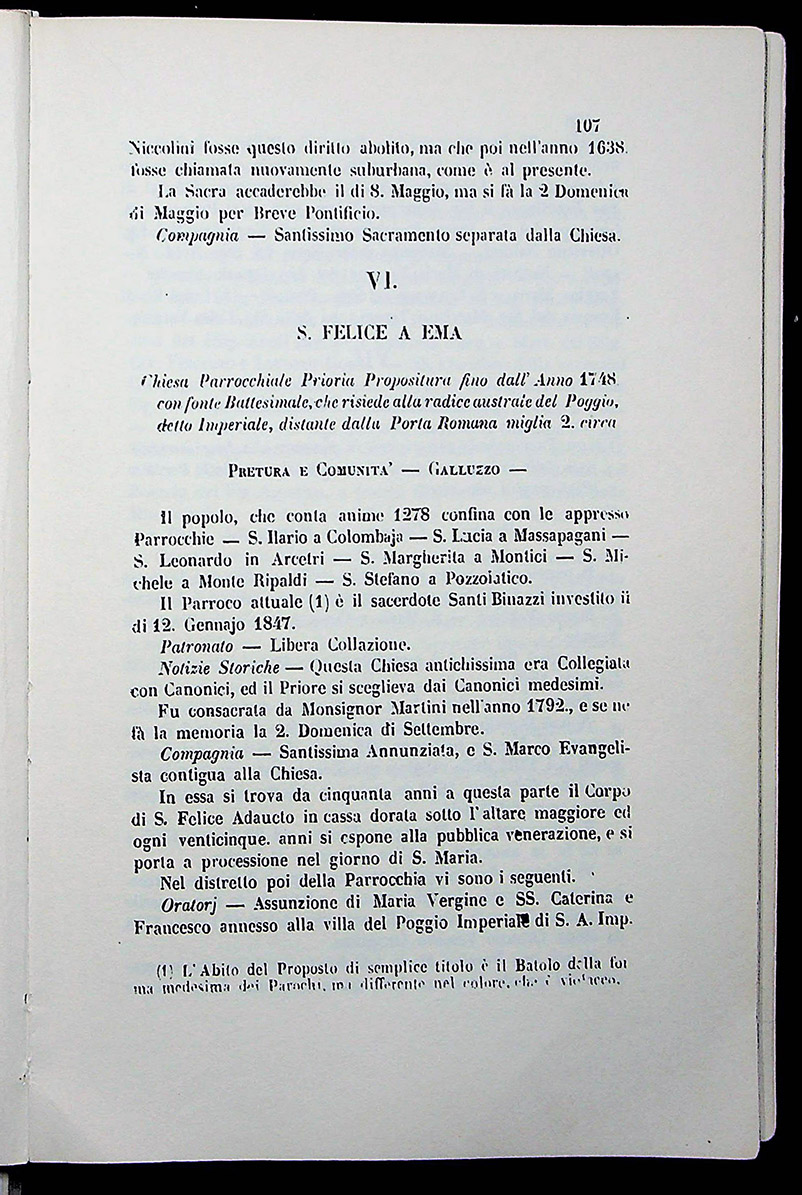 107
Niccolini fosse questo diritto abolito, ma che poi nell'anno 1638.
fosse chiamata nuovamente suburbana, come è al presente.
La Sacra accaderebbe il di 8. Maggio, ma si fà la 2 Domenica
di Maggio per Breve Pontificio.
Compagnia — Santissimo Sacramento separata dalla Chiesa.
VI.
S. FELICE A EMA
Chiesa Parrocchiale Prioria Propositura fino dall' Anno 1748
con fonte Battesimale, che risiede alla radice australe del Poggio,
detto Imperiale, distante dalla Porta Romana miglia 2. circa
PRETURA E COMUNITA' — GALLUZZO —
Il popolo, che conta anime 1278 confina con le appresso
Parrocchie — S. Ilario a Colombaja — S. Lucia a Massapagani —
S. Leonardo in Arcetri — S. Margherita a Montici — S. Mi-
chele a Monte Ripaldi — S. Stefano a Pozzolatico.
Il Parroco attuale (1) è il sacerdote Santi Binazzi investito il
di 12. Gennajo 1847.
Patronato — Libera Collazione.
Notizie Storiche — Questa Chiesa antichissima era Collegiata
con Canonici, ed il Priore si sceglieva dai Canonici medesimi.
Fu consacrata da Monsignor Martini nell'anno 1792., e se ne
fà la memoria la 2. Domenica di Settembre.
Compagnia — Santissima Annunziata, e S. Marco Evangeli-
sta contigua alla Chiesa.
In essa si trova da cinquanta anni a questa parte il Corpo
di S. Felice Adaucto in cassa dorata sotto l'altare maggiore ed
ogni venticinque. anni si espone alla pubblica venerazione, e si
porta a processione nel giorno di S. Maria.
Nel distretto poi della Parrocchia vi sono i seguenti.
Oratorj — Assunzione di Maria Vergine e SS. Caterina e
Francesco annesso alla villa del Poggio Imperiale di S. A. Imp.
(1) L'Abito del Proposto di semplice titolo è il Batolo della for
ma medesima dei Parochi, ma differente nel colore, che è violaceo.